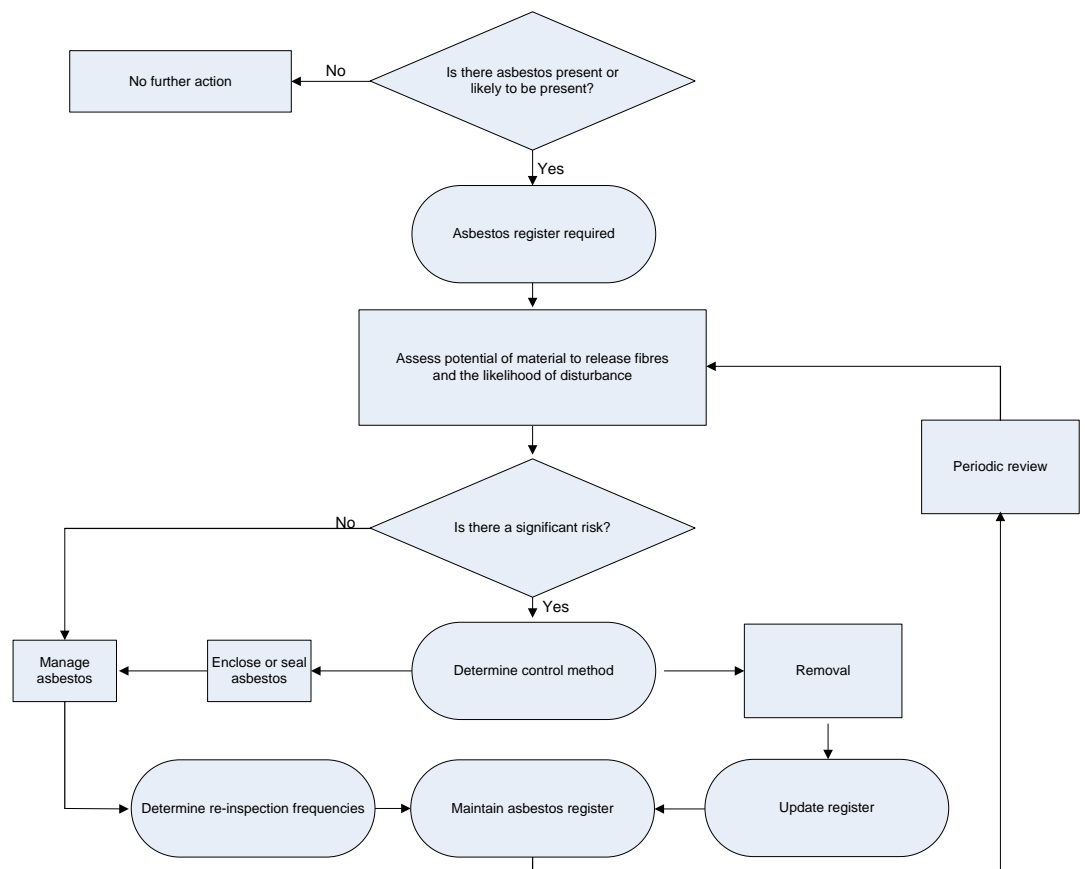 Is there asbestos present or
likely to be present?
No
No further action
Yes
Asbestos register required
Assess potential of material to release fibres
and the likelihood of disturbance
Periodic review
Is there a significant risk?
No
Yes
Manage
asbestos
Enclose or seal
asbestos
Determine control method
Removal
Determine re-inspection frequencies
Maintain asbestos register
Update register